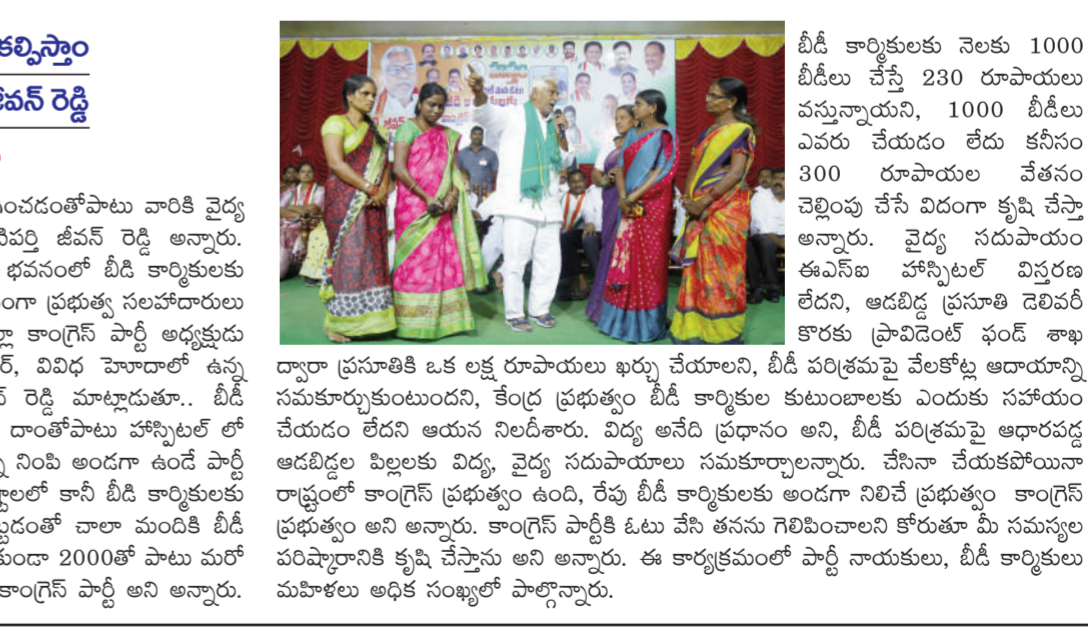 కల్పిస్తాం
జీవన్ రెడ్డి
వారికి వైద్య
జీవన్ రెడ్డి అన్నారు.
భవనంలో బీడి కార్మికులకు
ప్రభుత్వ సలహాదారులు
కాంగ్రెస్ పార్టీ అధ్యక్షుడు
వివిధ హెూదాలో ఉన్న
రెడ్డి మాట్లాడుతూ.. బీడీ
దాంతోపాటు హాస్పిటల్ లో
నింపి అండగా ఉండే పార్టీ
కానీ బీడి కార్మికులకు
చాలా మందికి బీడీ
2000తో పాటు మరో
కాంగ్రెస్ పార్టీ అని అన్నారు.
బీడీ కార్మికులకు నెలకు 1000
బీడీలు చేస్తే 230 రూపాయలు
వస్తున్నాయని, 1000 బీడీలు
ఎవరు చేయడం లేదు కనీసం
300 రూపాయల వేతనం
చెల్లింపు చేసే విదంగా కృషి చేస్తా
అన్నారు. వైద్య సదుపాయం
ఈఎస్ఐ హాస్పిటల్ విస్తరణ
లేదని, ఆడబిడ్డ ప్రసూతి డెలివరీ
కొరకు ప్రావిడెంట్ ఫండ్ శాఖ
ద్వారా ప్రసూతికి ఒక లక్ష రూపాయలు ఖర్చు చేయాలని, బీడీ పరిశ్రమపై వేలకోట్ల ఆదాయాన్ని
సమకూర్చుకుంటుందని, కేంద్ర ప్రభుత్వం బీడీ కార్మికుల కుటుంబాలకు ఎందుకు సహాయం
చేయడం లేదని ఆయన నిలదీశారు. విద్య అనేది ప్రధానం అని, బీడీ పరిశ్రమపై ఆధారపడ్డ
ఆడబిడ్డల పిల్లలకు విద్య, వైద్య సదుపాయాలు సమకూర్చాలన్నారు. చేసినా చేయకపోయినా
రాష్ట్రంలో కాంగ్రెస్ ప్రభుత్వం ఉంది, రేపు బీడీ కార్మికులకు అండగా నిలిచే ప్రభుత్వం కాంగ్రెస్
ప్రభుత్వం అని అన్నారు. కాంగ్రెస్ పార్టీకి ఓటు వేసి తనను గెలిపించాలని కోరుతూ మీ సమస్యల
పరిష్కారానికి కృషి చేస్తాను అని అన్నారు. ఈ కార్యక్రమంలో పార్టీ నాయకులు, బీడీ కార్మికులు
మహిళలు అధిక సంఖ్యలో పాల్గొన్నారు.